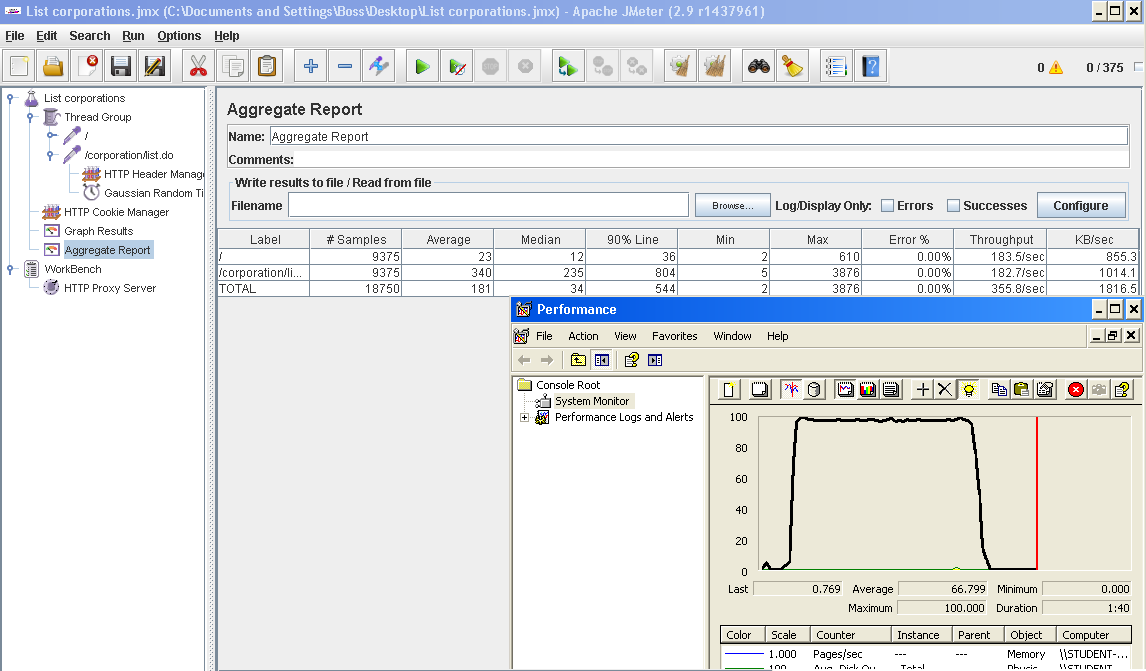 List corporations.jmx (C:\Documents and Settings\Boss\Desktop\List corporations.jmx) - Apache JMeter (2.9 r1437961)
File Edit Search Run Options Help
0 0 / 375
List corporations
Thread Group
/
/corporation/list.do
HTTP Header Manag
Gaussian Random Ti
HTTP Cookie Manager
Graph Results
Aggregate Report
WorkBench
HTTP Proxy Server
Aggregate Report
Name: Aggregate Report
Comments:
Write results to file / Read from file
Filename Browse... Log/Display Only: Errors Successes Configure
Label # Samples Average Median 90% Line Min Max Error % Throughput KB/sec
/ 9375 23 12 36 2 610 0.00% 183.5/sec 855.3
/corporation/li... 9375 340 235 804 5 3876 0.00% 182.7/sec 1014.1
TOTAL 18750 181 34 544 2 3876 0.00% 355.8/sec 1816.5
Performance
File Action View Favorites Window Help
Console Root
System Monitor
Performance Logs and Alerts
100
80
60
40
20
0
Last 0.769 Average 66.799 Minimum 0.000
Maximum 100.000 Duration 1:40
Color Scale Counter Instance Parent Object Computer
1.000 Pages/sec --- --- Memory \\STUDENT-...